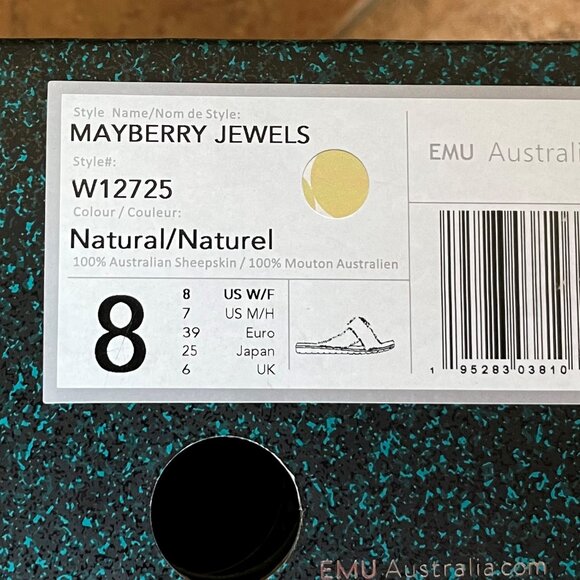 Style Name/Nom de Style:
MAYBERRY JEWELS
Style#:
W12725
Colour / Couleur:
Natural/Naturel
100% Australian Sheepskin / 100% Mouton Australien
8
8 US W/F
7 US M/H
39 Euro
25 Japan
6 UK
EMU Australi
1 95283 03810
EMU Australia.com